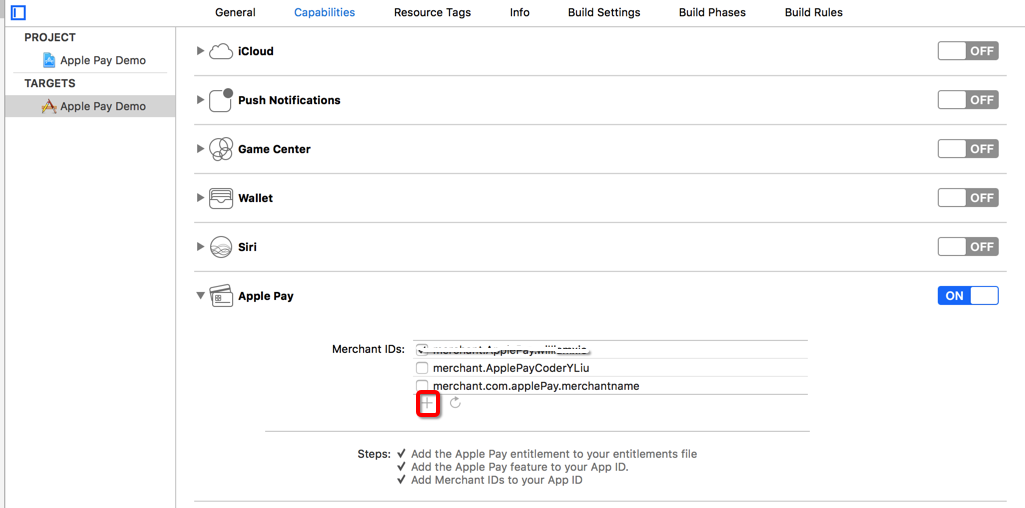 General Capabilities Resource Tags Info Build Settings Build Phases Build Rules
PROJECT
Apple Pay Demo
TARGETS
Apple Pay Demo
iCloud OFF
Push Notifications OFF
Game Center OFF
Wallet OFF
Siri OFF
Apple Pay ON
Merchant IDs:
merchant.ApplePayCoderYLiu
merchant.com.applePay.merchantname
Steps: ✓ Add the Apple Pay entitlement to your entitlements file
✓ Add the Apple Pay feature to your App ID.
✓ Add Merchant IDs to your App ID